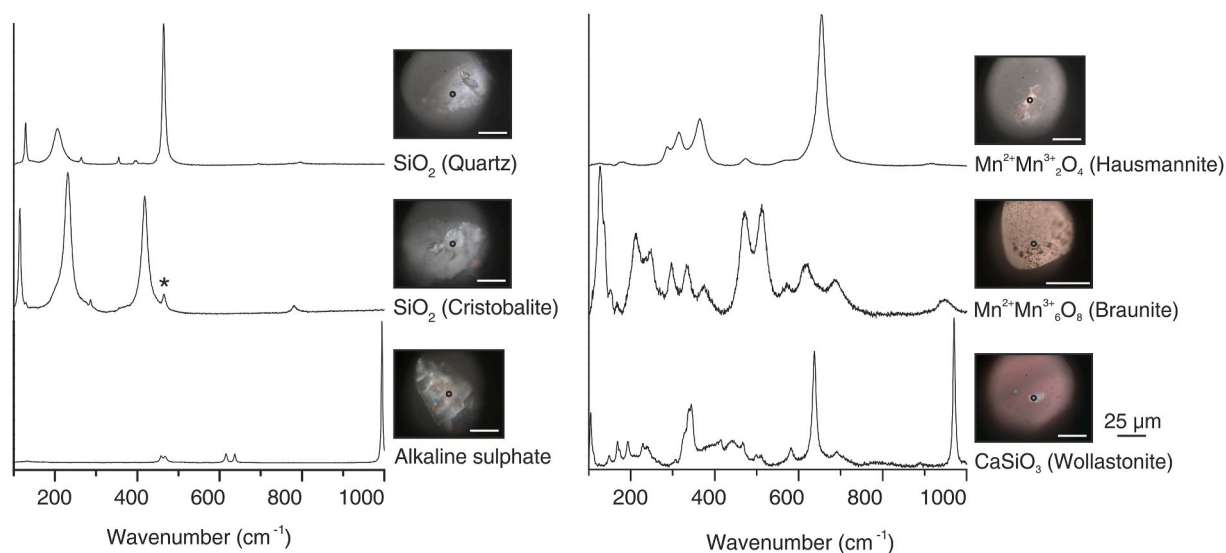 SiO₂ (Quartz)
*
SiO₂ (Cristobalite)
Alkaline sulphate
200 400 600 800 1000
Wavenumber (cm⁻¹)
Mn²⁺Mn³⁺₂O₄ (Hausmannite)
Mn²⁺Mn³⁺₆O₈ (Braunite)
25 µm
CaSiO₃ (Wollastonite)
200 400 600 800 1000
Wavenumber (cm⁻¹)